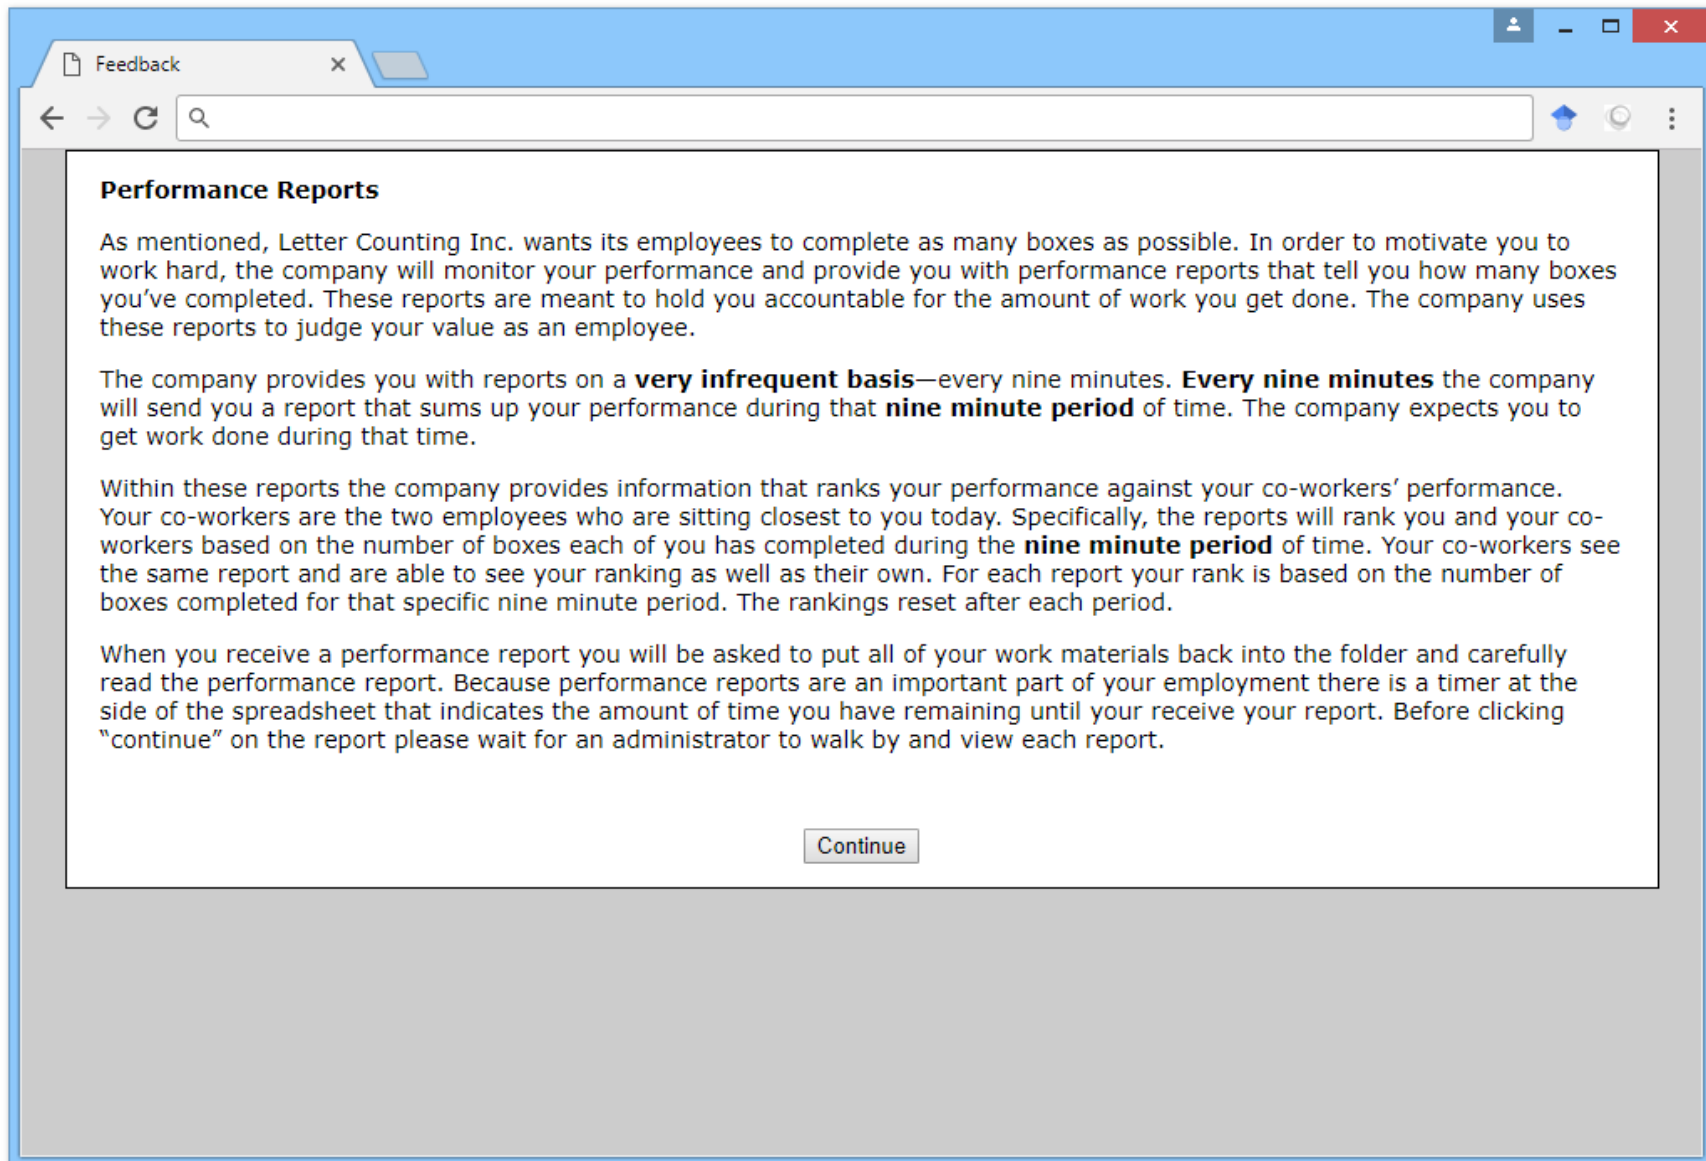 Feedback
Performance Reports
As mentioned, Letter Counting Inc. wants its employees to complete as many boxes as possible. In order to motivate you to
work hard, the company will monitor your performance and provide you with performance reports that tell you how many boxes
you’ve completed. These reports are meant to hold you accountable for the amount of work you get done. The company uses
these reports to judge your value as an employee.
The company provides you with reports on a very infrequent basis—every nine minutes. Every nine minutes the company
will send you a report that sums up your performance during that nine minute period of time. The company expects you to
get work done during that time.
Within these reports the company provides information that ranks your performance against your co-workers’ performance.
Your co-workers are the two employees who are sitting closest to you today. Specifically, the reports will rank you and your co-
workers based on the number of boxes each of you has completed during the nine minute period of time. Your co-workers see
the same report and are able to see your ranking as well as their own. For each report your rank is based on the number of
boxes completed for that specific nine minute period. The rankings reset after each period.
When you receive a performance report you will be asked to put all of your work materials back into the folder and carefully
read the performance report. Because performance reports are an important part of your employment there is a timer at the
side of the spreadsheet that indicates the amount of time you have remaining until your receive your report. Before clicking
“continue” on the report please wait for an administrator to walk by and view each report.
Continue